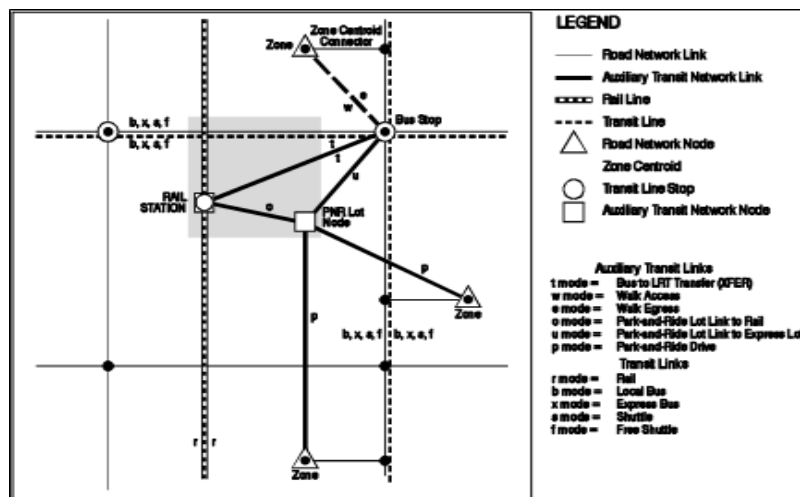 Zone Centroid
Connector
Zone
e
w
b, x, s, f
b, x, s, f
Bus Stop
t
t
u
RAIL
STATION
o
PNR Lot
Node
p
p
Zone
b, x, s, f
b, x, s, f
r
r
Zone
LEGEND
Road Network Link
Auxiliary Transit Network Link
Rail Line
Transit Line
Road Network Node
Zone Centroid
Transit Line Stop
Auxiliary Transit Network Node
Auxiliary Transit Links
t mode = Bus to LRT Transfer (XFER)
w mode = Walk Access
e mode = Walk Egress
o mode = Park-and-Ride Lot Link to Rail
u mode = Park-and-Ride Lot Link to Express Lot
p mode = Park-and-Ride Drive
Transit Links
r mode = Rail
b mode = Local Bus
x mode = Express Bus
s mode = Shuttle
f mode = Free Shuttle